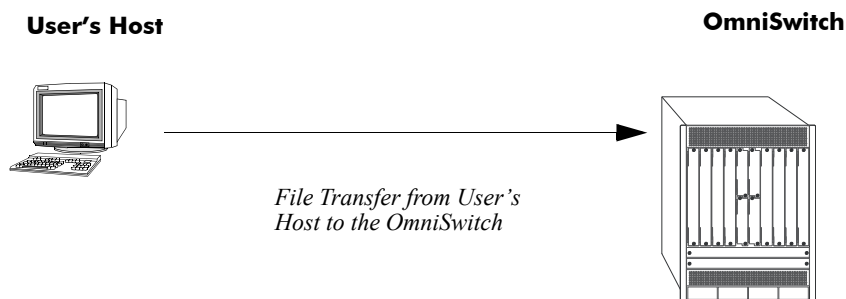 User’s Host
OmniSwitch
File Transfer from User’s
Host to the OmniSwitch